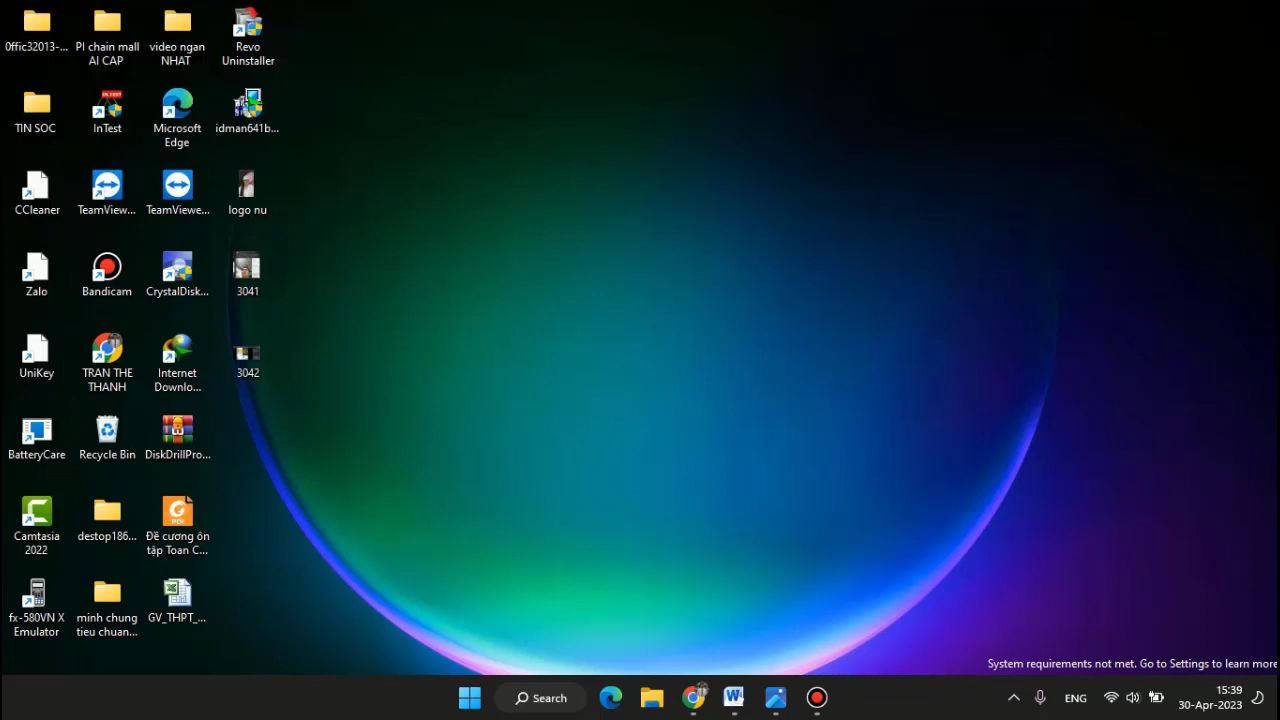 0ffic32013-...
PI chain mall
AI CAP
video ngan
NHAT
Revo
Uninstaller
TIN SOC
InTest
Microsoft
Edge
idman641b...
CCleaner
TeamView...
TeamViewe...
logo nu
Zalo
Bandicam
CrystalDisk...
3041
UniKey
TRAN THE
THANH
Internet
Downlo...
3042
BatteryCare
Recycle Bin
DiskDrillPro...
Camtasia
2022
destop186...
Đề cương ôn
tập Toan C...
fx-580VN X
Emulator
minh chung
tieu chuan...
GV_THPT_...
System requirements not met. Go to Settings to learn more
Search
ENG
15:39
30-Apr-2023